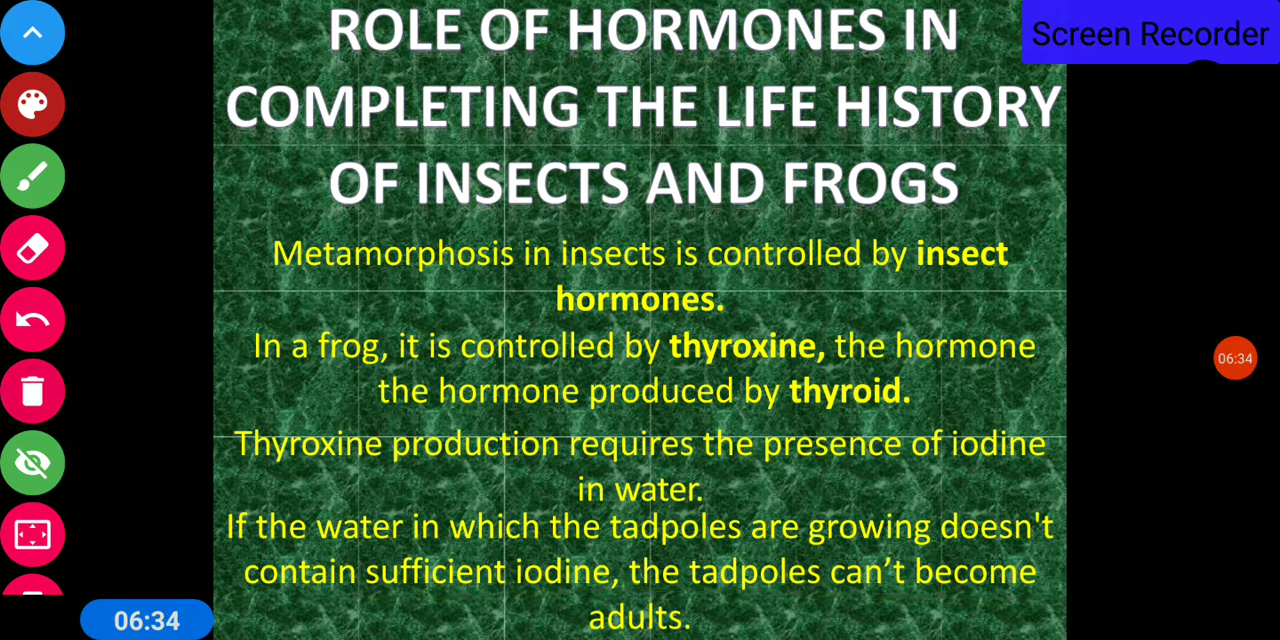 ROLE OF HORMONES IN
COMPLETING THE LIFE HISTORY
OF INSECTS AND FROGS
Screen Recorder
Metamorphosis in insects is controlled by insect
hormones.
In a frog, it is controlled by thyroxine, the hormone
the hormone produced by thyroid.
06:34
Thyroxine production requires the presence of iodine
in water.
If the water in which the tadpoles are growing doesn't
contain sufficient iodine, the tadpoles can’t become
adults.
06:34